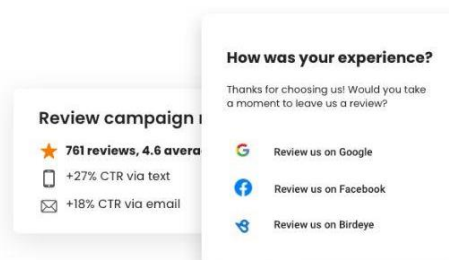 How was your experience?
Thanks for choosing us! Would you take
a moment to leave us a review?
Review us on Google
Review us on Facebook
Review us on Birdeye
Review campaign
761 reviews, 4.6
+27% CTR via text
+18% CTR via email